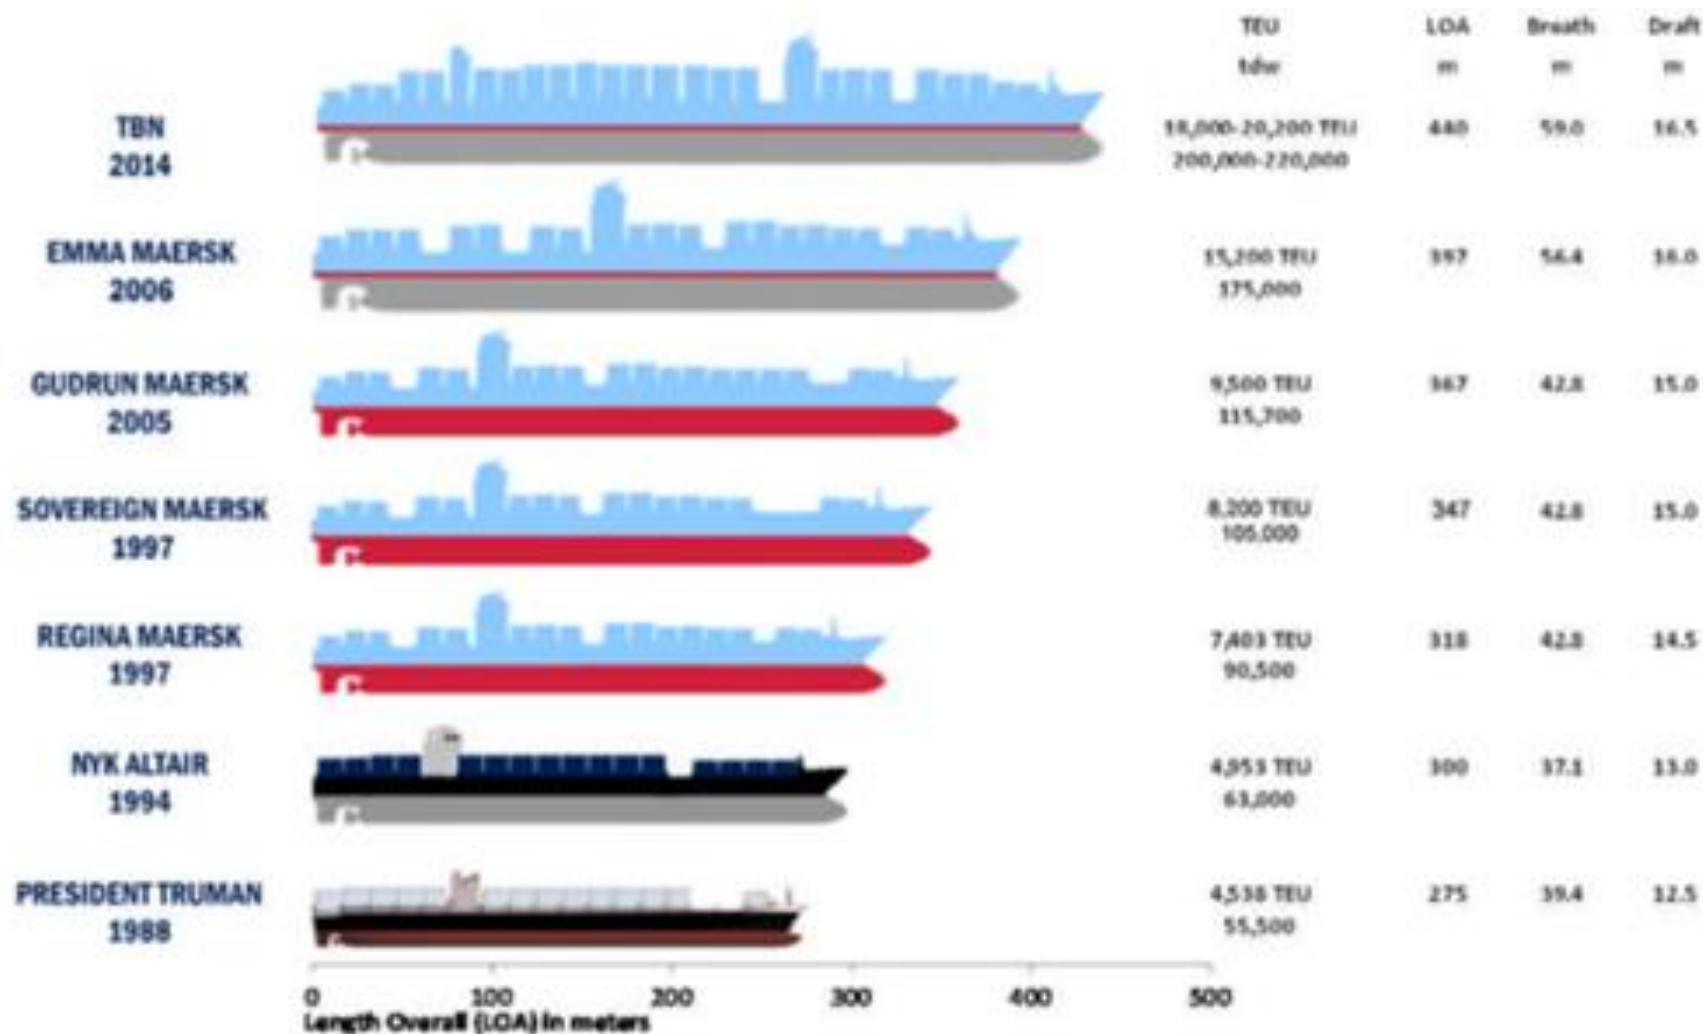 TEU LOA Breath Draft
tdw m m m
TBN
2014
18,000-20,200 TEU 440 59.0 16.5
200,000-220,000
EMMA MAERSK
2006
15,200 TEU 397 56.4 16.0
175,000
GUDRUN MAERSK
2005
9,500 TEU 367 42.8 15.0
115,700
SOVEREIGN MAERSK
1997
8,200 TEU 347 42.8 15.0
105,000
REGINA MAERSK
1997
7,403 TEU 318 42.8 14.5
90,500
NYK ALTAIR
1994
4,953 TEU 300 37.1 13.0
63,000
PRESIDENT TRUMAN
1988
4,538 TEU 275 39.4 12.5
55,500
0 100 200 300 400 500
Length Overall (LOA) in meters